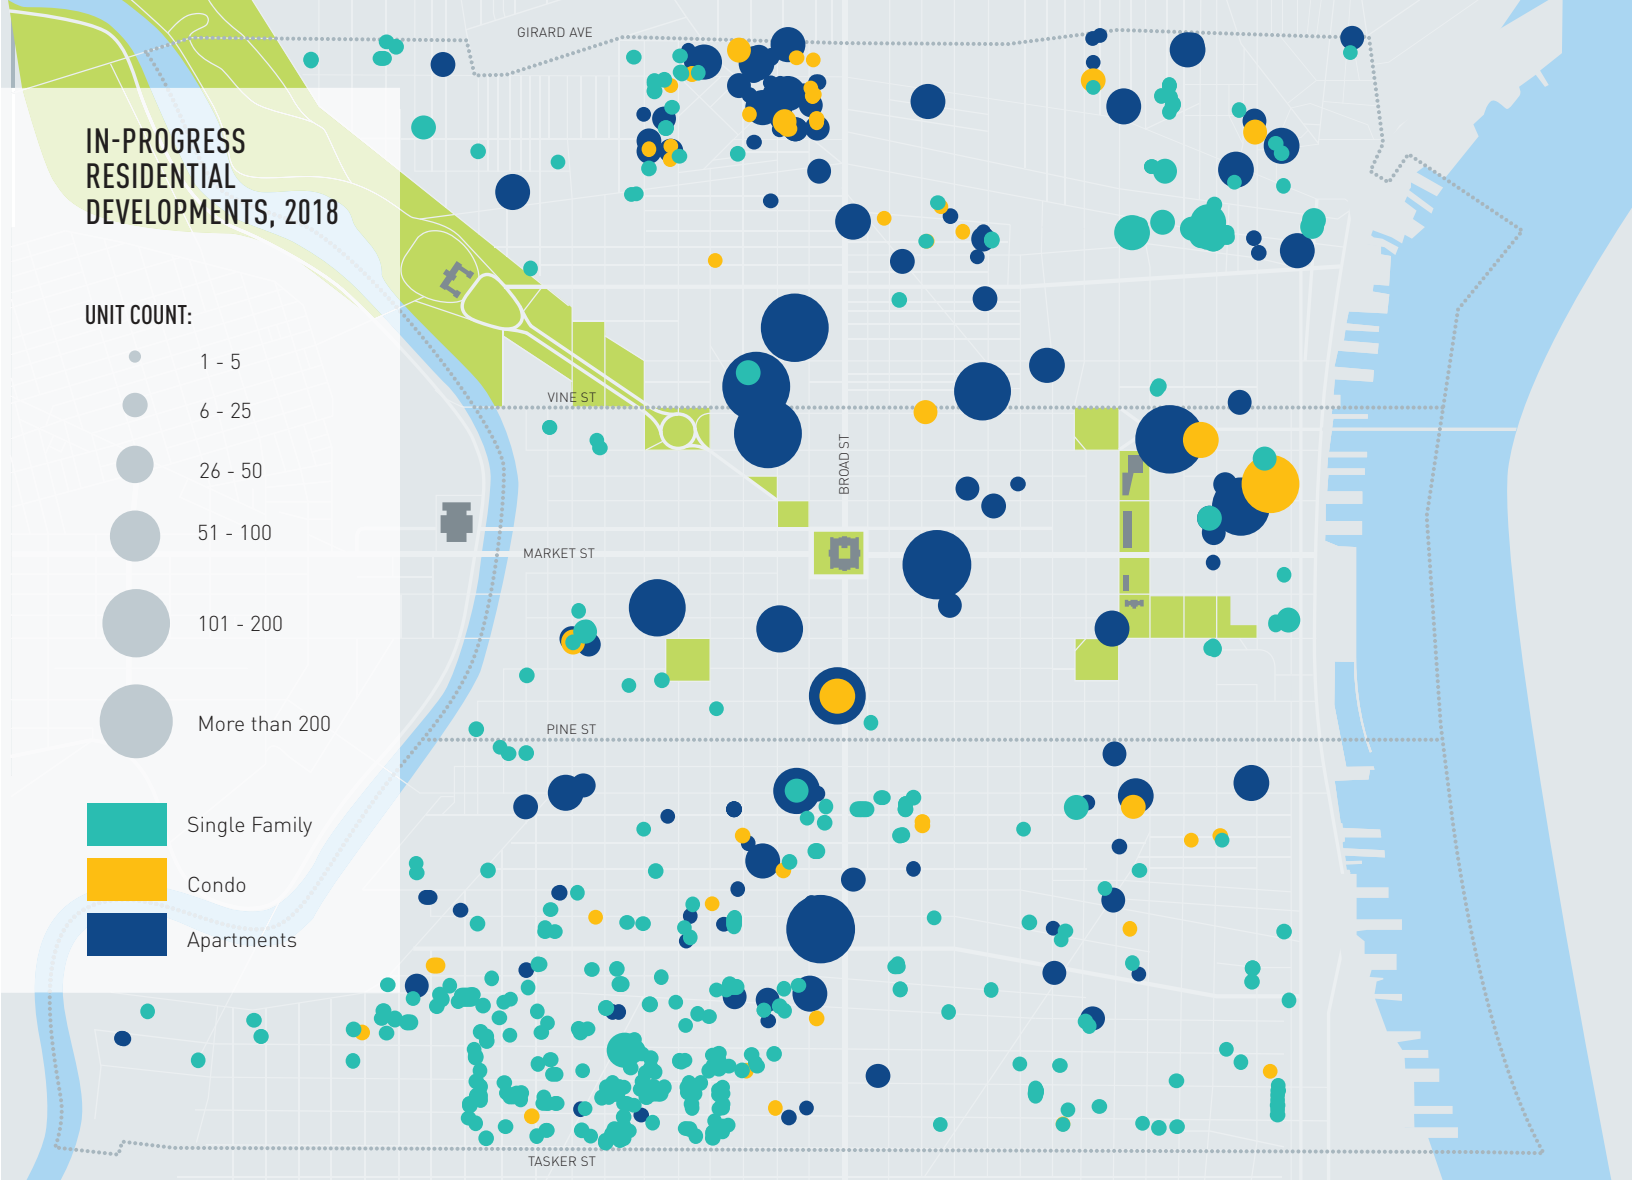 GIRARD AVE
IN-PROGRESS
RESIDENTIAL
DEVELOPMENTS, 2018
UNIT COUNT:
1 - 5
6 - 25
26 - 50
51 - 100
101 - 200
More than 200
Single Family
Condo
Apartments
VINE ST
BROAD ST
MARKET ST
PINE ST
TASKER ST